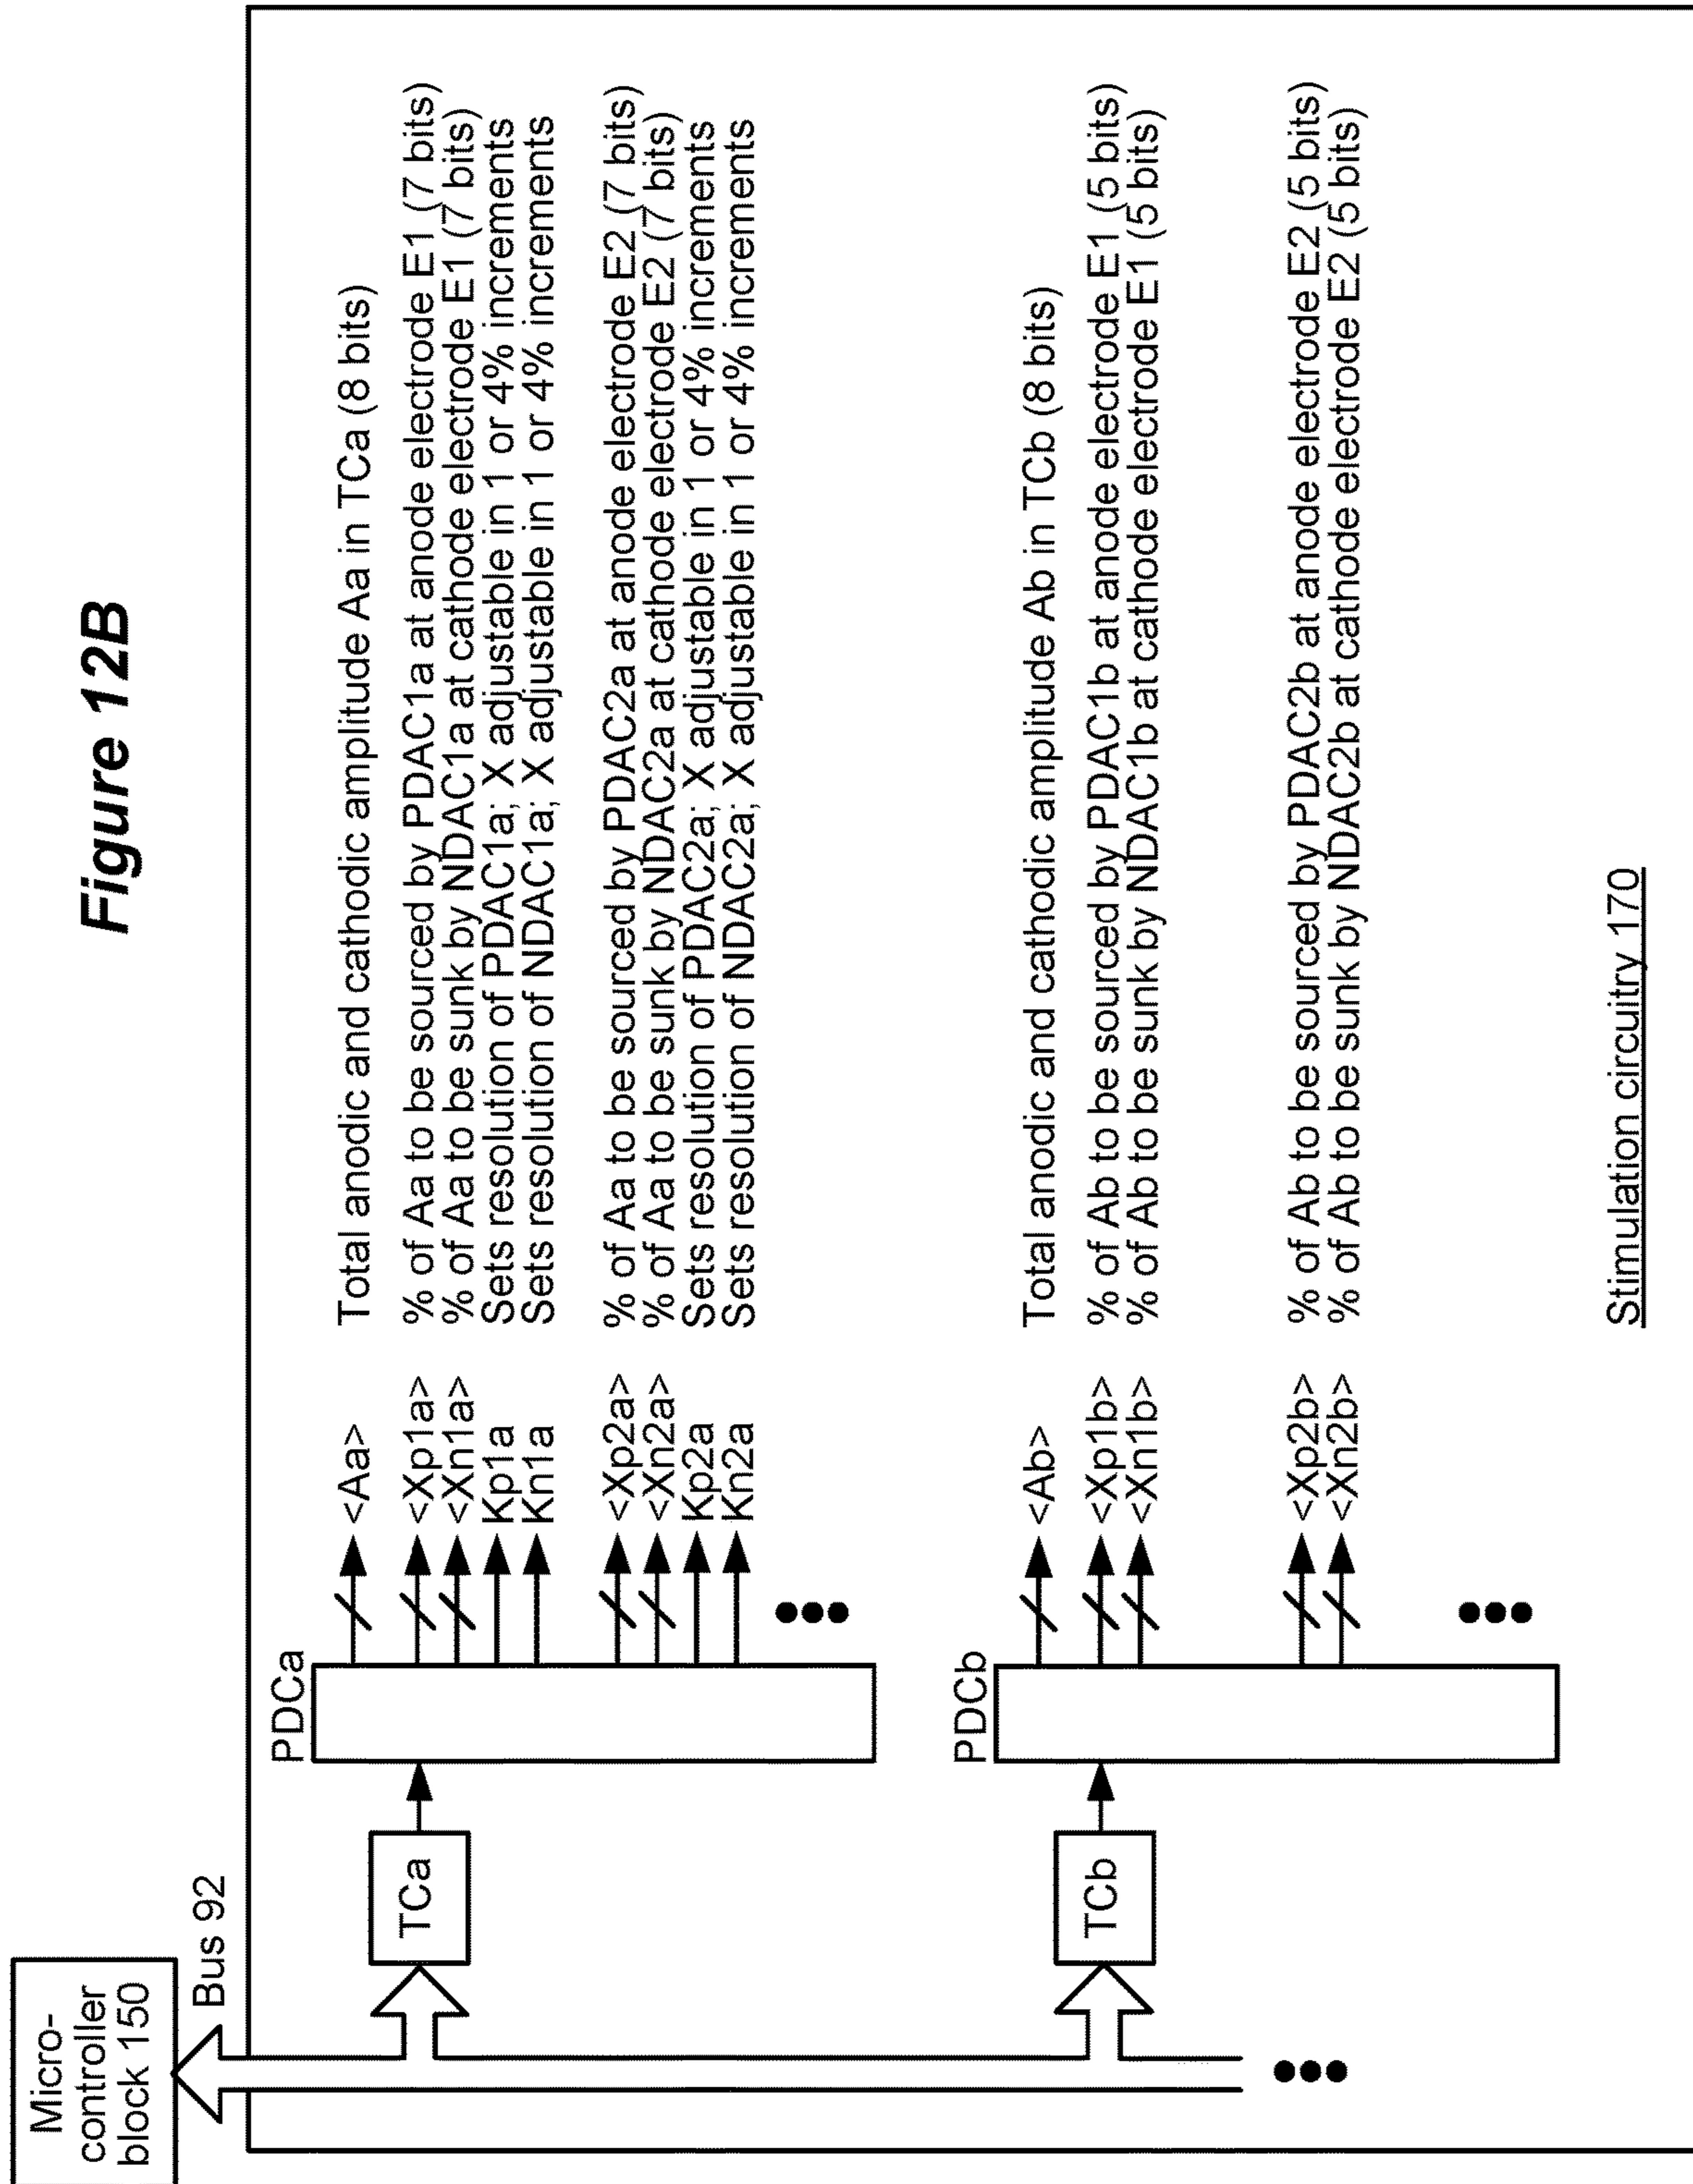 Figure 12B
Micro-
controller
block 150
Bus 92
TCa
PDCa
<Aa> Total anodic and cathodic amplitude Aa in TCa (8 bits)
<Xp1a> % of Aa to be sourced by PDAC1a at anode electrode E1 (7 bits)
<Xn1a> % of Aa to be sunk by NDAC1a at cathode electrode E1 (7 bits)
Kp1a Sets resolution of PDAC1a; X adjustable in 1 or 4% increments
Kn1a Sets resolution of NDAC1a; X adjustable in 1 or 4% increments
<Xp2a> % of Aa to be sourced by PDAC2a at anode electrode E2 (7 bits)
<Xn2a> % of Aa to be sunk by NDAC2a at cathode electrode E2 (7 bits)
Kp2a Sets resolution of PDAC2a; X adjustable in 1 or 4% increments
Kn2a Sets resolution of NDAC2a; X adjustable in 1 or 4% increments
TCb
PDCb
<Ab> Total anodic and cathodic amplitude Ab in TCb (8 bits)
<Xp1b> % of Ab to be sourced by PDAC1b at anode electrode E1 (5 bits)
<Xn1b> % of Ab to be sunk by NDAC1b at cathode electrode E1 (5 bits)
<Xp2b> % of Ab to be sourced by PDAC2b at anode electrode E2 (5 bits)
<Xn2b> % of Ab to be sunk by NDAC2b at cathode electrode E2 (5 bits)
Stimulation circuitry 170